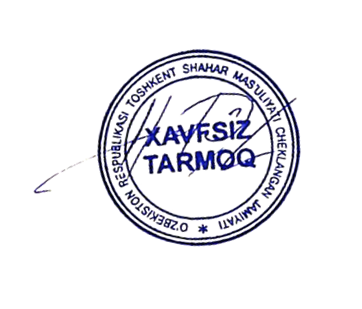 O'ZBEKISTON RESPUBLIKASI TOSHKENT SHAHAR MAS'ULIYATI CHEKLANGAN JAMIYATI *
XAVFSIZ
TARMOQ